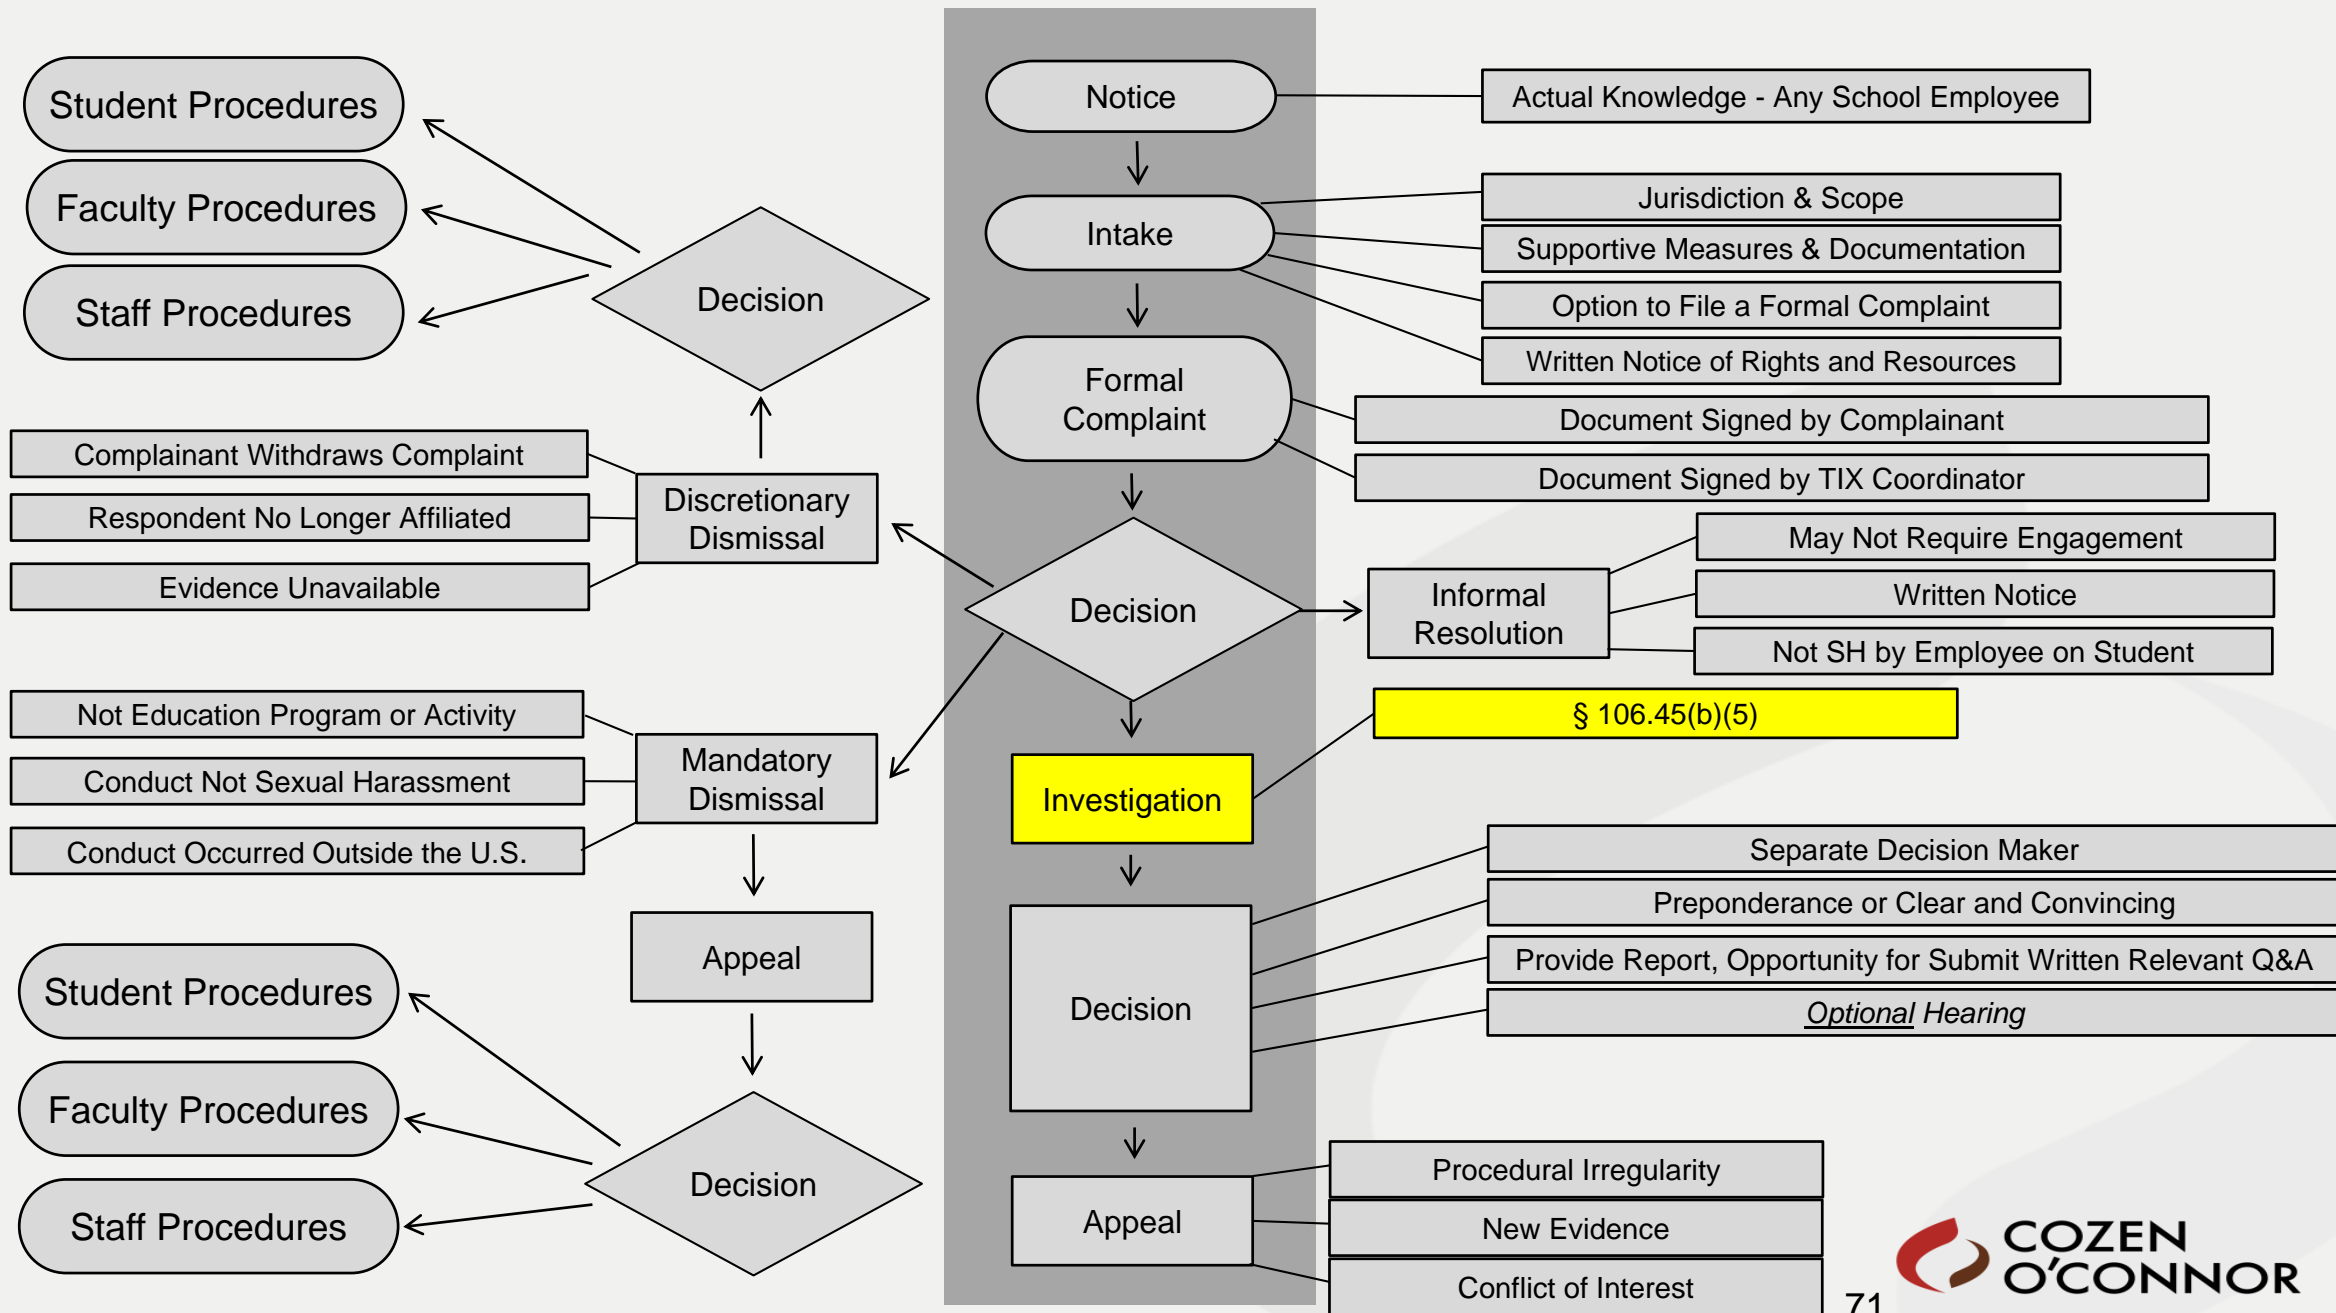 Student Procedures
Faculty Procedures
Staff Procedures
Decision
Complainant Withdraws Complaint
Respondent No Longer Affiliated
Evidence Unavailable
Discretionary
Dismissal
Not Education Program or Activity
Conduct Not Sexual Harassment
Conduct Occurred Outside the U.S.
Mandatory
Dismissal
Appeal
Student Procedures
Faculty Procedures
Staff Procedures
Decision
Notice
Actual Knowledge - Any School Employee
Intake
Jurisdiction & Scope
Supportive Measures & Documentation
Option to File a Formal Complaint
Written Notice of Rights and Resources
Formal
Complaint
Document Signed by Complainant
Document Signed by TIX Coordinator
Decision
Informal
Resolution
May Not Require Engagement
Written Notice
Not SH by Employee on Student
Investigation
§ 106.45(b)(5)
Decision
Separate Decision Maker
Preponderance or Clear and Convincing
Provide Report, Opportunity for Submit Written Relevant Q&A
Optional Hearing
Appeal
Procedural Irregularity
New Evidence
Conflict of Interest
71
COZEN
O'CONNOR